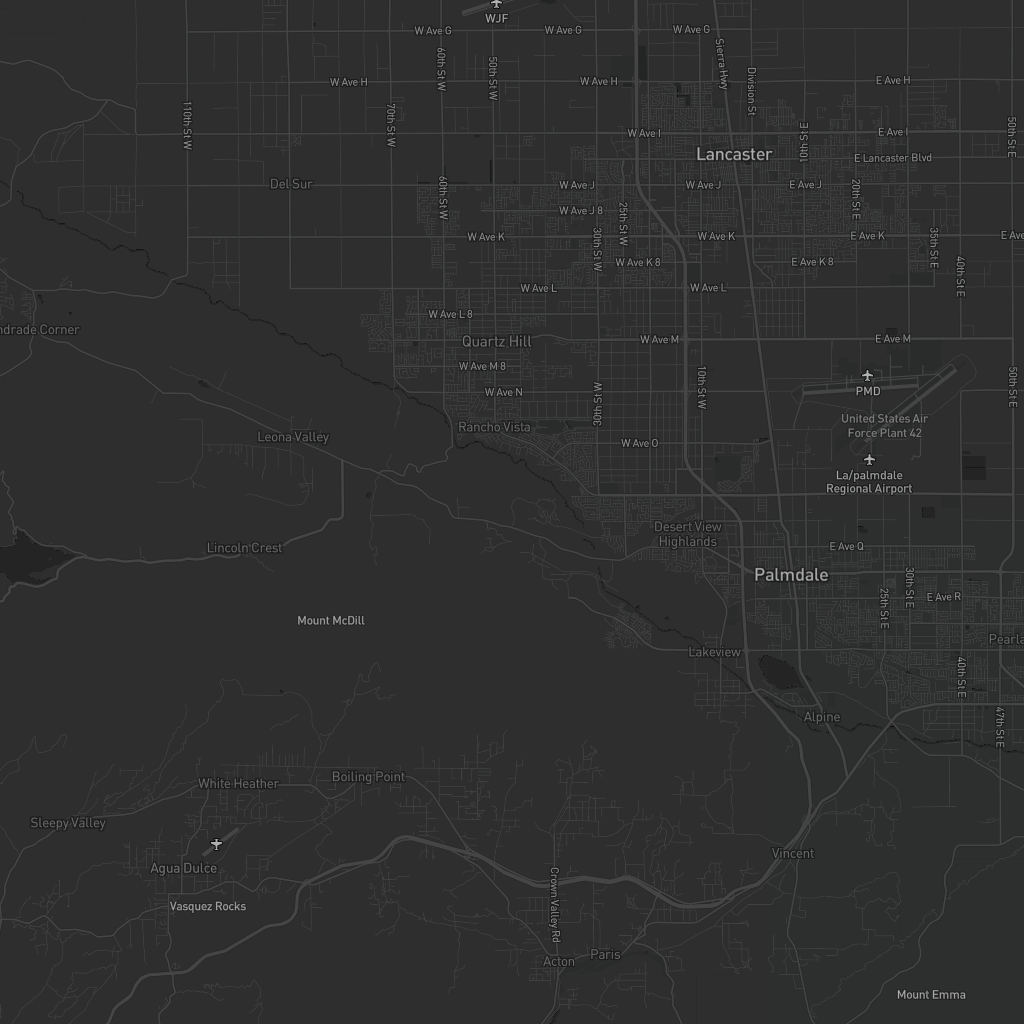 WJF
W Ave G
W Ave G
W Ave G
60th St W
50th St W
Sierra Hwy
Division St
W Ave H
W Ave H
E Ave H
110th St W
70th St W
W Ave I
10th St E
E Ave I
50th St E
Lancaster
E Lancaster Blvd
Del Sur
60th St W
W Ave J
W Ave J
E Ave J
20th St E
W Ave J 8
25th St W
W Ave K
30th St W
W Ave K
E Ave K
35th St E
E Ave
W Ave K 8
E Ave K 8
40th St E
W Ave L
W Ave L
W Ave L 8
ndrade Corner
Quartz Hill
W Ave M
E Ave M
W Ave M 8
10th St W
PMD
50th St E
W Ave N
30th St W
Rancho Vista
United States Air
Force Plant 42
Leona Valley
W Ave O
La/palmdale
Regional Airport
Desert View
Highlands
Lincoln Crest
E Ave Q
Palmdale
25th St E
30th St E
E Ave R
Mount McDill
Pearla
Lakeview
40th St E
Alpine
47th St E
White Heather
Boiling Point
Sleepy Valley
Vincent
Agua Dulce
Vasquez Rocks
Crown Valley Rd
Acton
Paris
Mount Emma